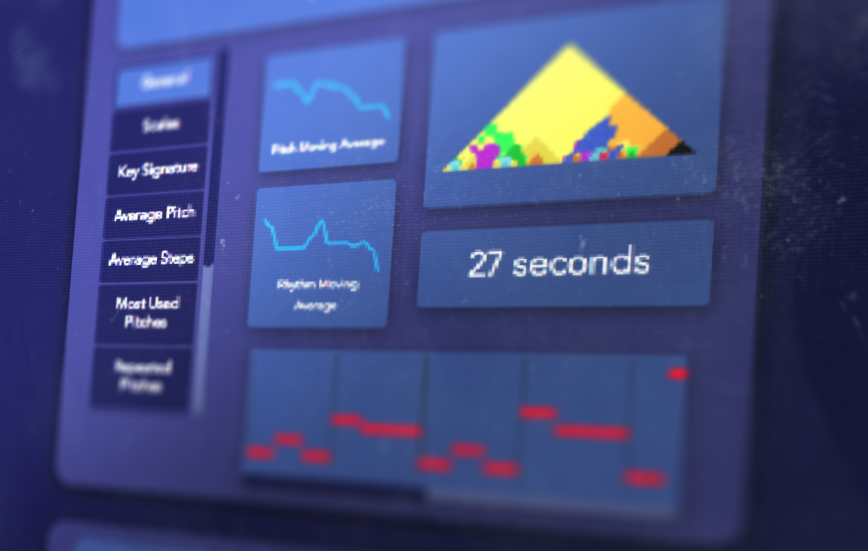 General
Scales
Key Signature
Average Pitch
Average Steps
Most Used
Pitches
Repeated
Pitches
Pitch Moving Average
Rhythm Moving
Average
27 seconds